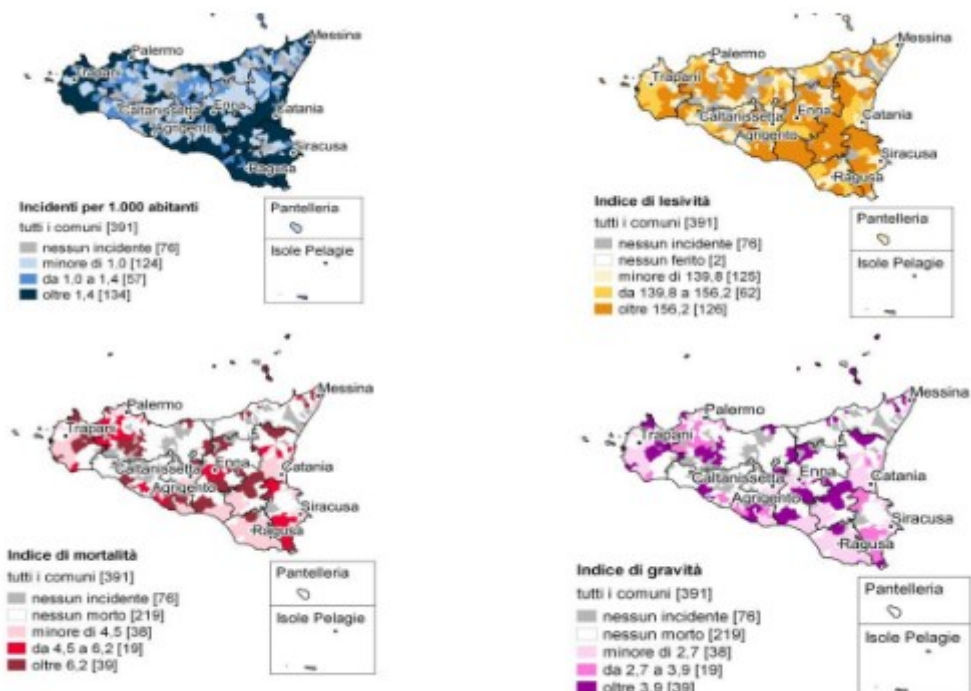 Messina
Palermo
Trapani
Caltanissetta
Enna
Catania
Agrigento
Siracusa
Ragusa
Incidenti per 1.000 abitanti
tutti i comuni [391]
nessun incidente [76]
minore di 1,0 [124]
da 1,0 a 1,4 [57]
oltre 1,4 [134]
Pantelleria
Isole Pelagie
Messina
Palermo
Trapani
Caltanissetta
Enna
Catania
Agrigento
Siracusa
Ragusa
Indice di lesività
tutti i comuni [391]
nessun incidente [76]
nessun ferito [2]
minore di 139,8 [125]
da 139,8 a 156,2 [62]
oltre 156,2 [126]
Pantelleria
Isole Pelagie
Messina
Palermo
Trapani
Caltanissetta
Enna
Catania
Agrigento
Siracusa
Ragusa
Indice di mortalità
tutti i comuni [391]
nessun incidente [76]
nessun morto [219]
minore di 4,5 [38]
da 4,5 a 6,2 [19]
oltre 6,2 [39]
Pantelleria
Isole Pelagie
Messina
Palermo
Trapani
Caltanissetta
Enna
Catania
Agrigento
Siracusa
Ragusa
Indice di gravità
tutti i comuni [391]
nessun incidente [76]
nessun morto [219]
minore di 2,7 [38]
da 2,7 a 3,9 [19]
oltre 3,9 [39]
Pantelleria
Isole Pelagie